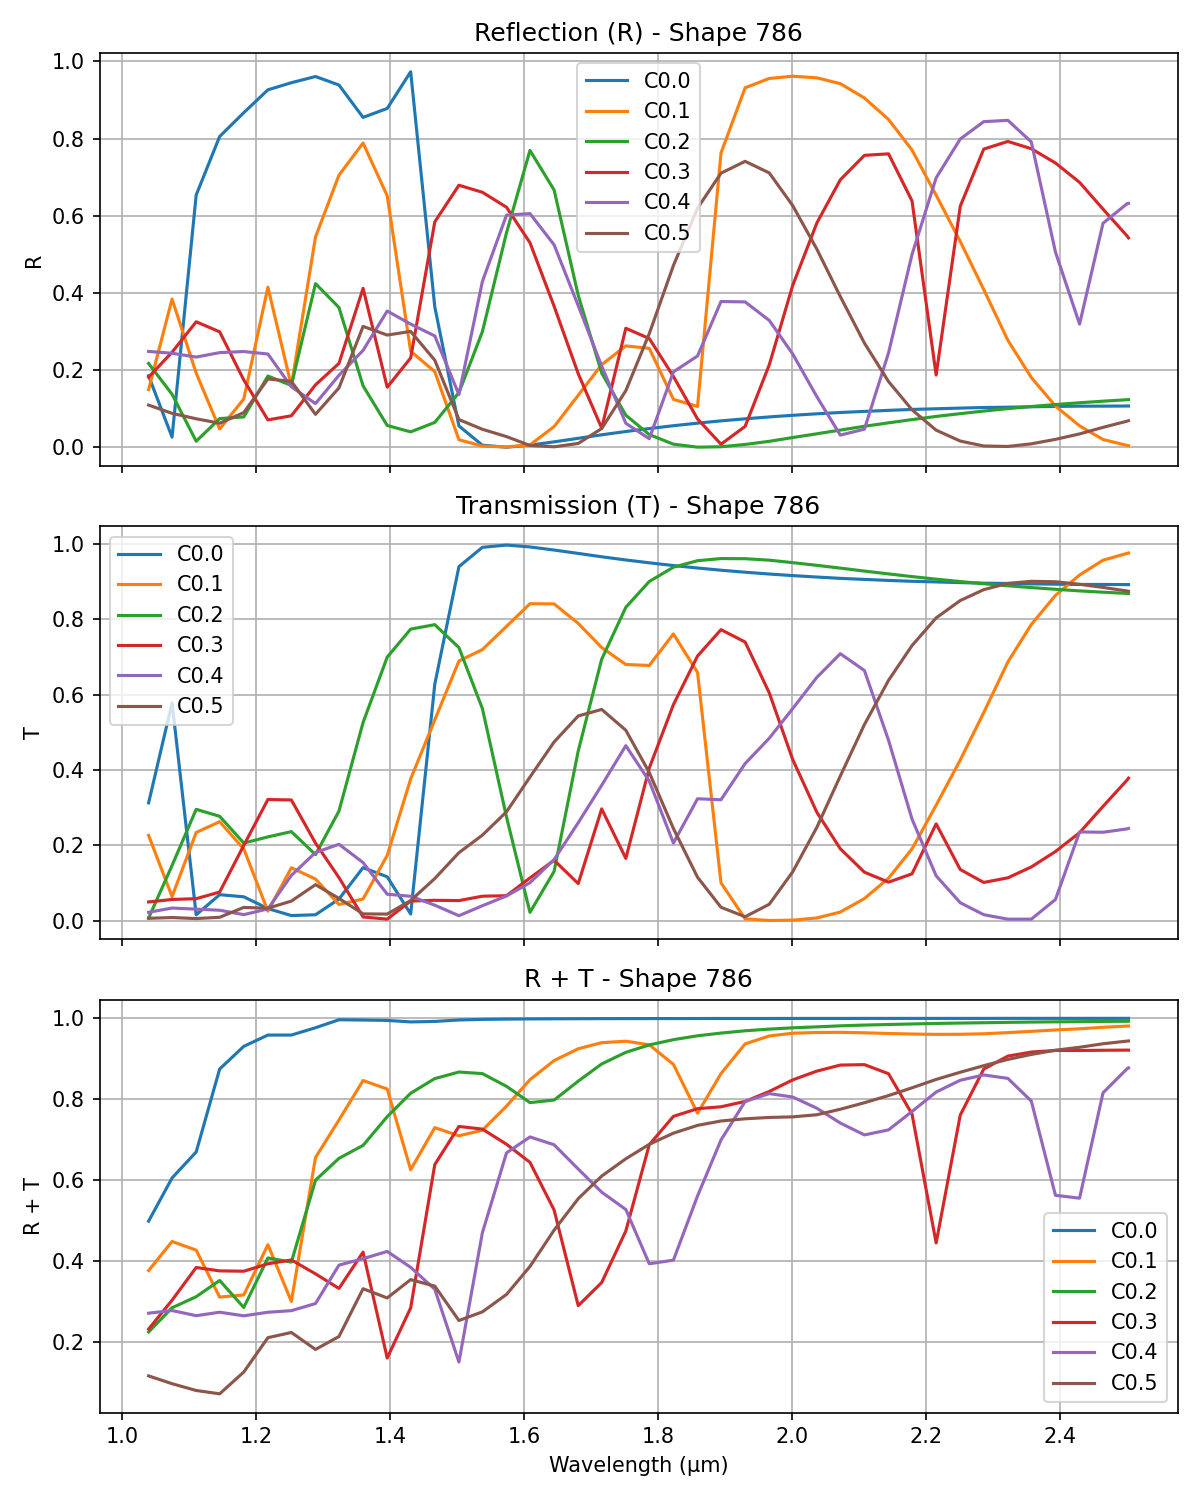 Reflection (R) - Shape 786
1.0
0.8
0.6
0.4
0.2
0.0
R
C0.0
C0.1
C0.2
C0.3
C0.4
C0.5
Transmission (T) - Shape 786
1.0
0.8
0.6
0.4
0.2
0.0
T
C0.0
C0.1
C0.2
C0.3
C0.4
C0.5
R + T - Shape 786
1.0
0.8
0.6
0.4
0.2
R + T
C0.0
C0.1
C0.2
C0.3
C0.4
C0.5
1.0 1.2 1.4 1.6 1.8 2.0 2.2 2.4
Wavelength (μm)